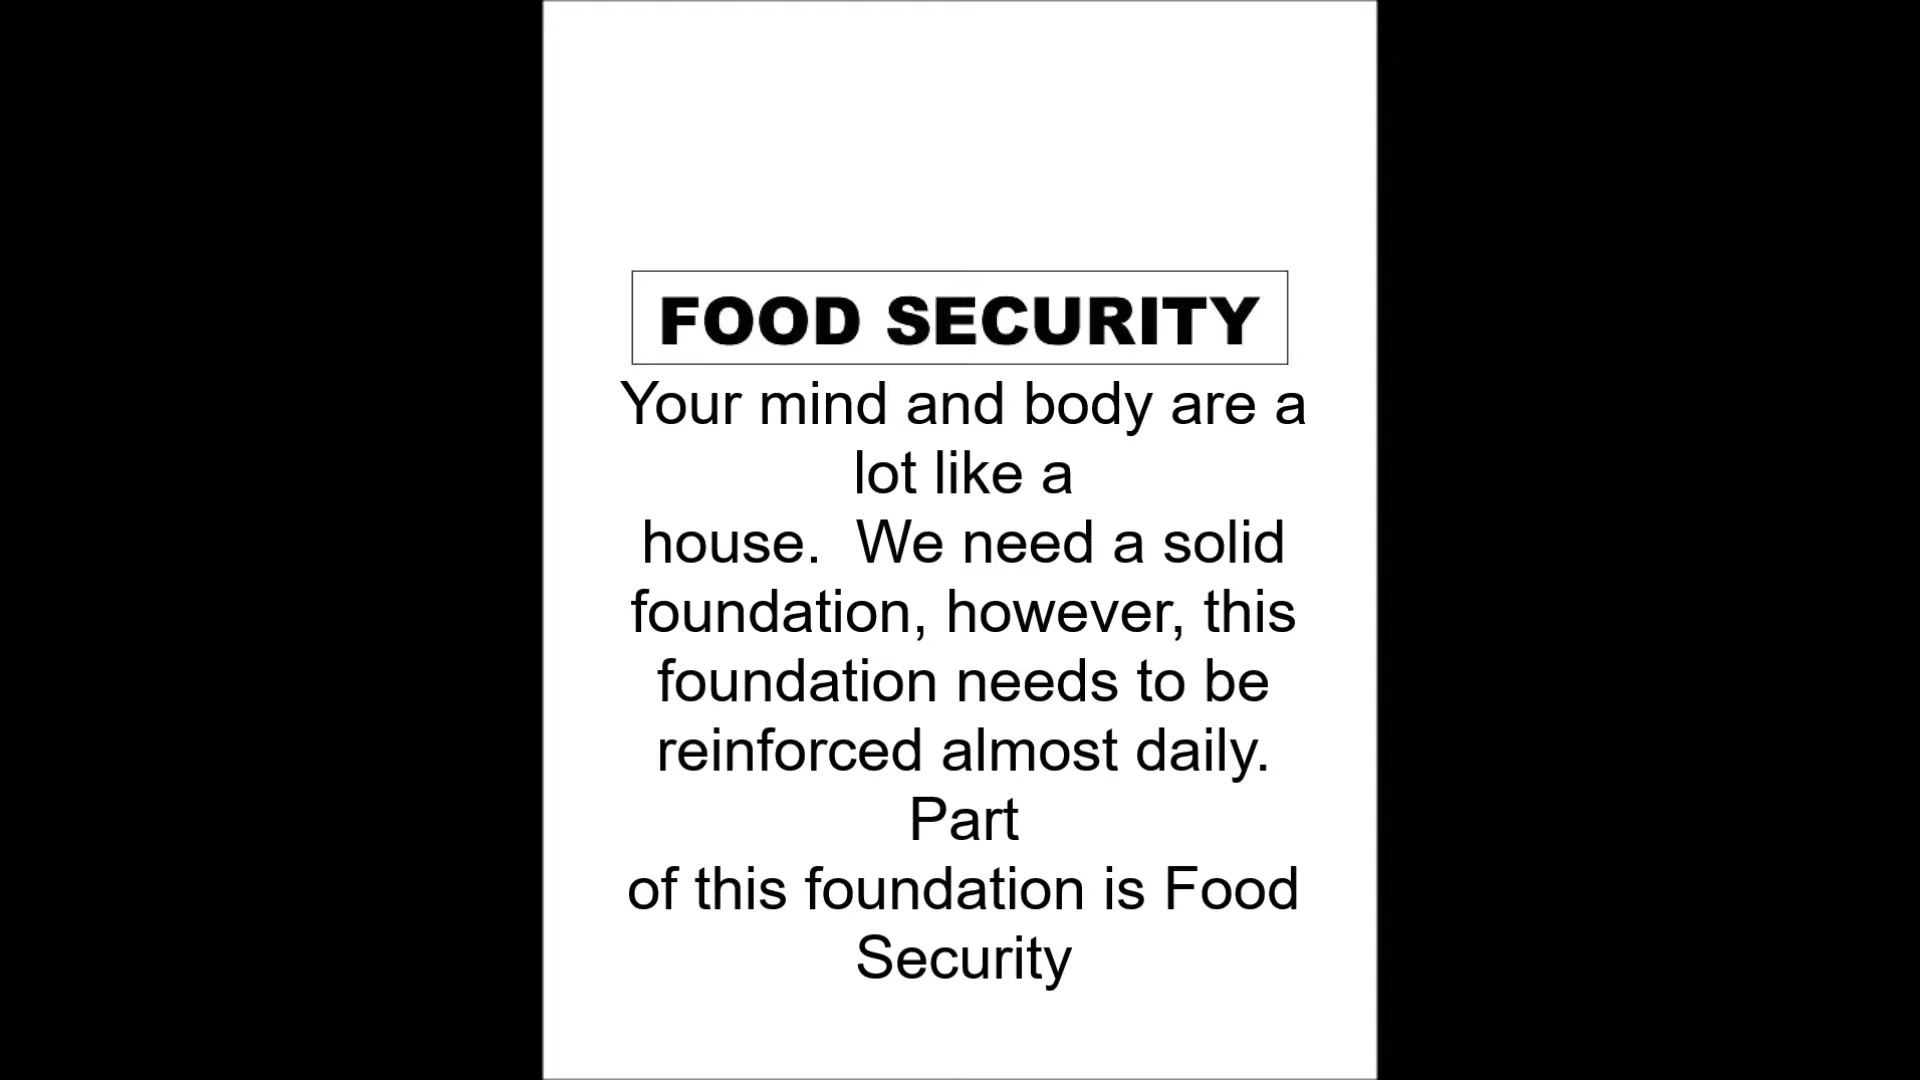 FOOD SECURITY
Your mind and body are a
lot like a
house.  We need a solid
foundation, however, this
foundation needs to be
reinforced almost daily.
Part
of this foundation is Food
Security